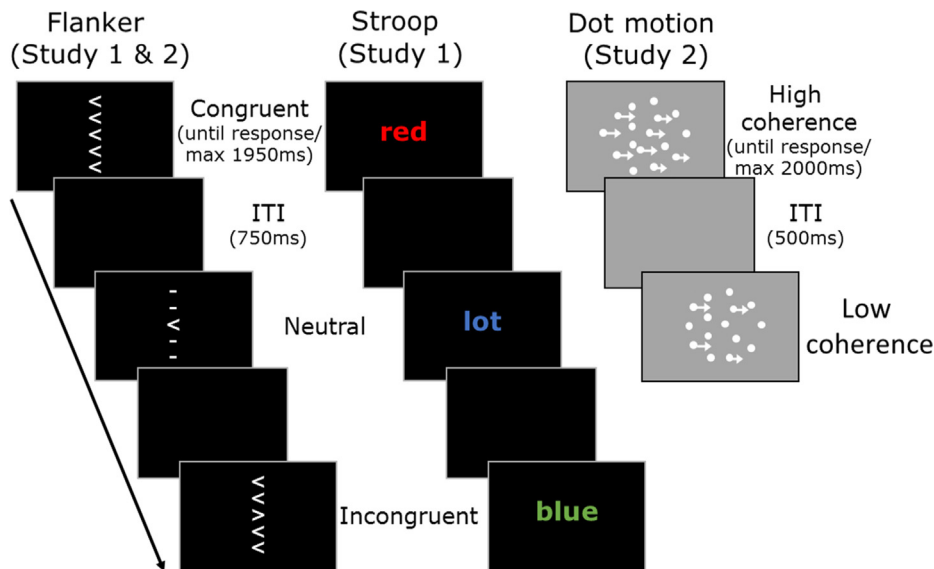 Flanker
(Study 1 & 2)
Stroop
(Study 1)
Dot motion
(Study 2)
<
<
<
<
<
Congruent
(until response/
max 1950ms)
red
High
coherence
(until response/
max 2000ms)
ITI
(750ms)
ITI
(500ms)
-
-
<
-
-
Neutral
lot
Low
coherence
<
<
>
<
<
Incongruent
blue